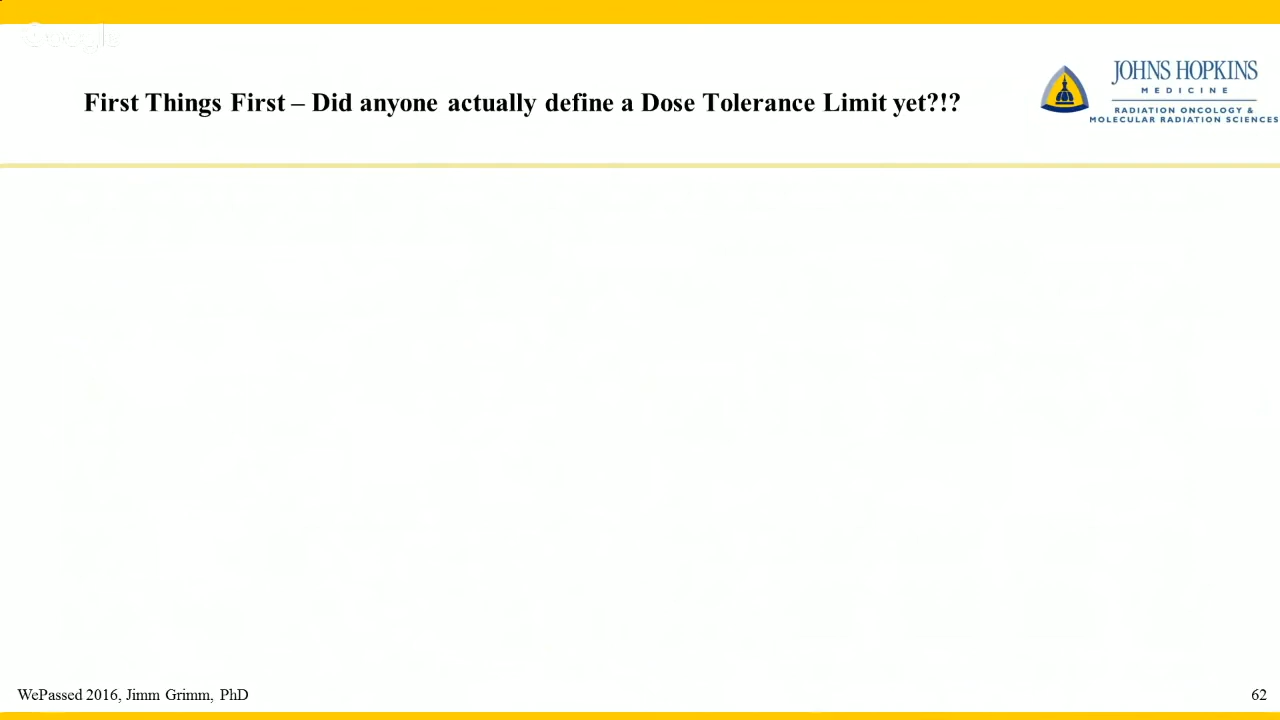 Google
First Things First – Did anyone actually define a Dose Tolerance Limit yet?!?
JOHNS HOPKINS
MEDICINE
RADIATION ONCOLOGY &
MOLECULAR RADIATION SCIENCES
WePassed 2016, Jimm Grimm, PhD
62